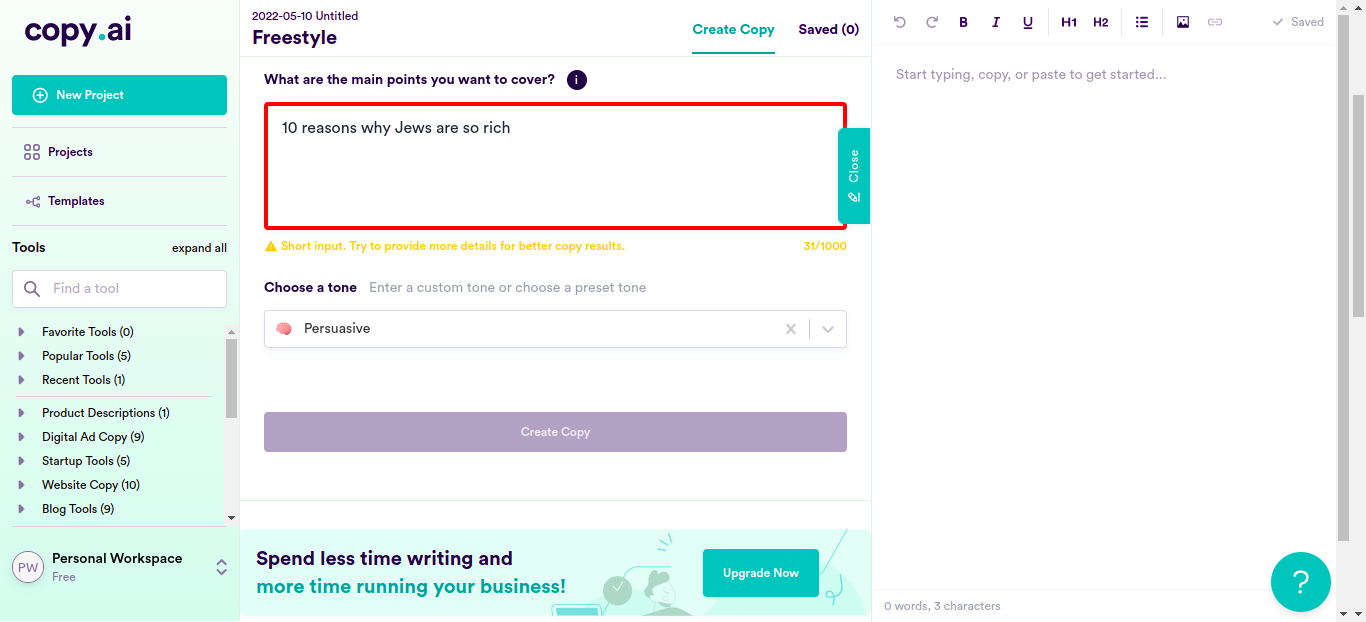 copy.ai
New Project
Projects
Templates
Tools
expand all
Find a tool
Favorite Tools (0)
Popular Tools (5)
Recent Tools (1)
Product Descriptions (1)
Digital Ad Copy (9)
Startup Tools (5)
Website Copy (10)
Blog Tools (9)
PW
Personal Workspace
Free
2022-05-10 Untitled
Freestyle
Create Copy
Saved (0)
What are the main points you want to cover?
i
10 reasons why Jews are so rich
Close
Short input. Try to provide more details for better copy results.
31/1000
Choose a tone
Enter a custom tone or choose a preset tone
Persuasive
Create Copy
Spend less time writing and
more time running your business!
Upgrade Now
B
I
U
H1
H2
Saved
Start typing, copy, or paste to get started...
0 words, 3 characters
?